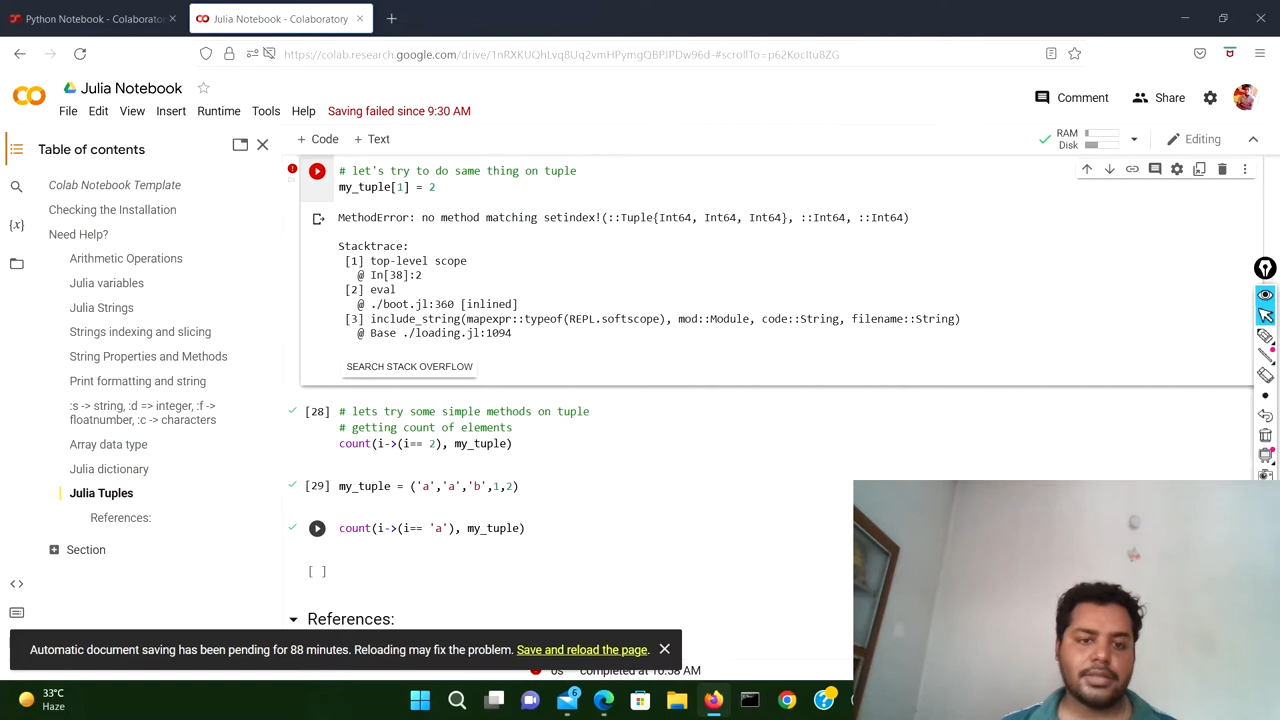 Python Notebook - Colaborato
Julia Notebook - Colaboratory
https://colab.research.google.com/drive/1nRXKUQhLvq8Uq2vmHPymgQBPJPDw96d-#scrollTo=p62KocItu8ZG
Julia Notebook
File Edit View Insert Runtime Tools Help Saving failed since 9:30 AM
Comment
Share
Table of contents
+ Code + Text
RAM
Disk
Editing
Colab Notebook Template
Checking the Installation
Need Help?
Arithmetic Operations
Julia variables
Julia Strings
Strings indexing and slicing
String Properties and Methods
Print formatting and string
:s -> string, :d => integer, :f ->
floatnumber, :c -> characters
Array data type
Julia dictionary
Julia Tuples
References:
Section
# let's try to do same thing on tuple
my_tuple[1] = 2
MethodError: no method matching setindex!(::Tuple{Int64, Int64, Int64}, ::Int64, ::Int64)
Stacktrace:
[1] top-level scope
@ In[38]:2
[2] eval
@ ./boot.jl:360 [inlined]
[3] include_string(mapexpr::typeof(REPL.softscope), mod::Module, code::String, filename::String)
@ Base ./loading.jl:1094
SEARCH STACK OVERFLOW
[28] # lets try some simple methods on tuple
# getting count of elements
count(i->(i== 2), my_tuple)
[29] my_tuple = ('a','a','b',1,2)
count(i->(i== 'a'), my_tuple)
[ ]
References:
Automatic document saving has been pending for 88 minutes. Reloading may fix the problem. Save and reload the page.
0s completed at 10:58 AM
33°C
Haze
6